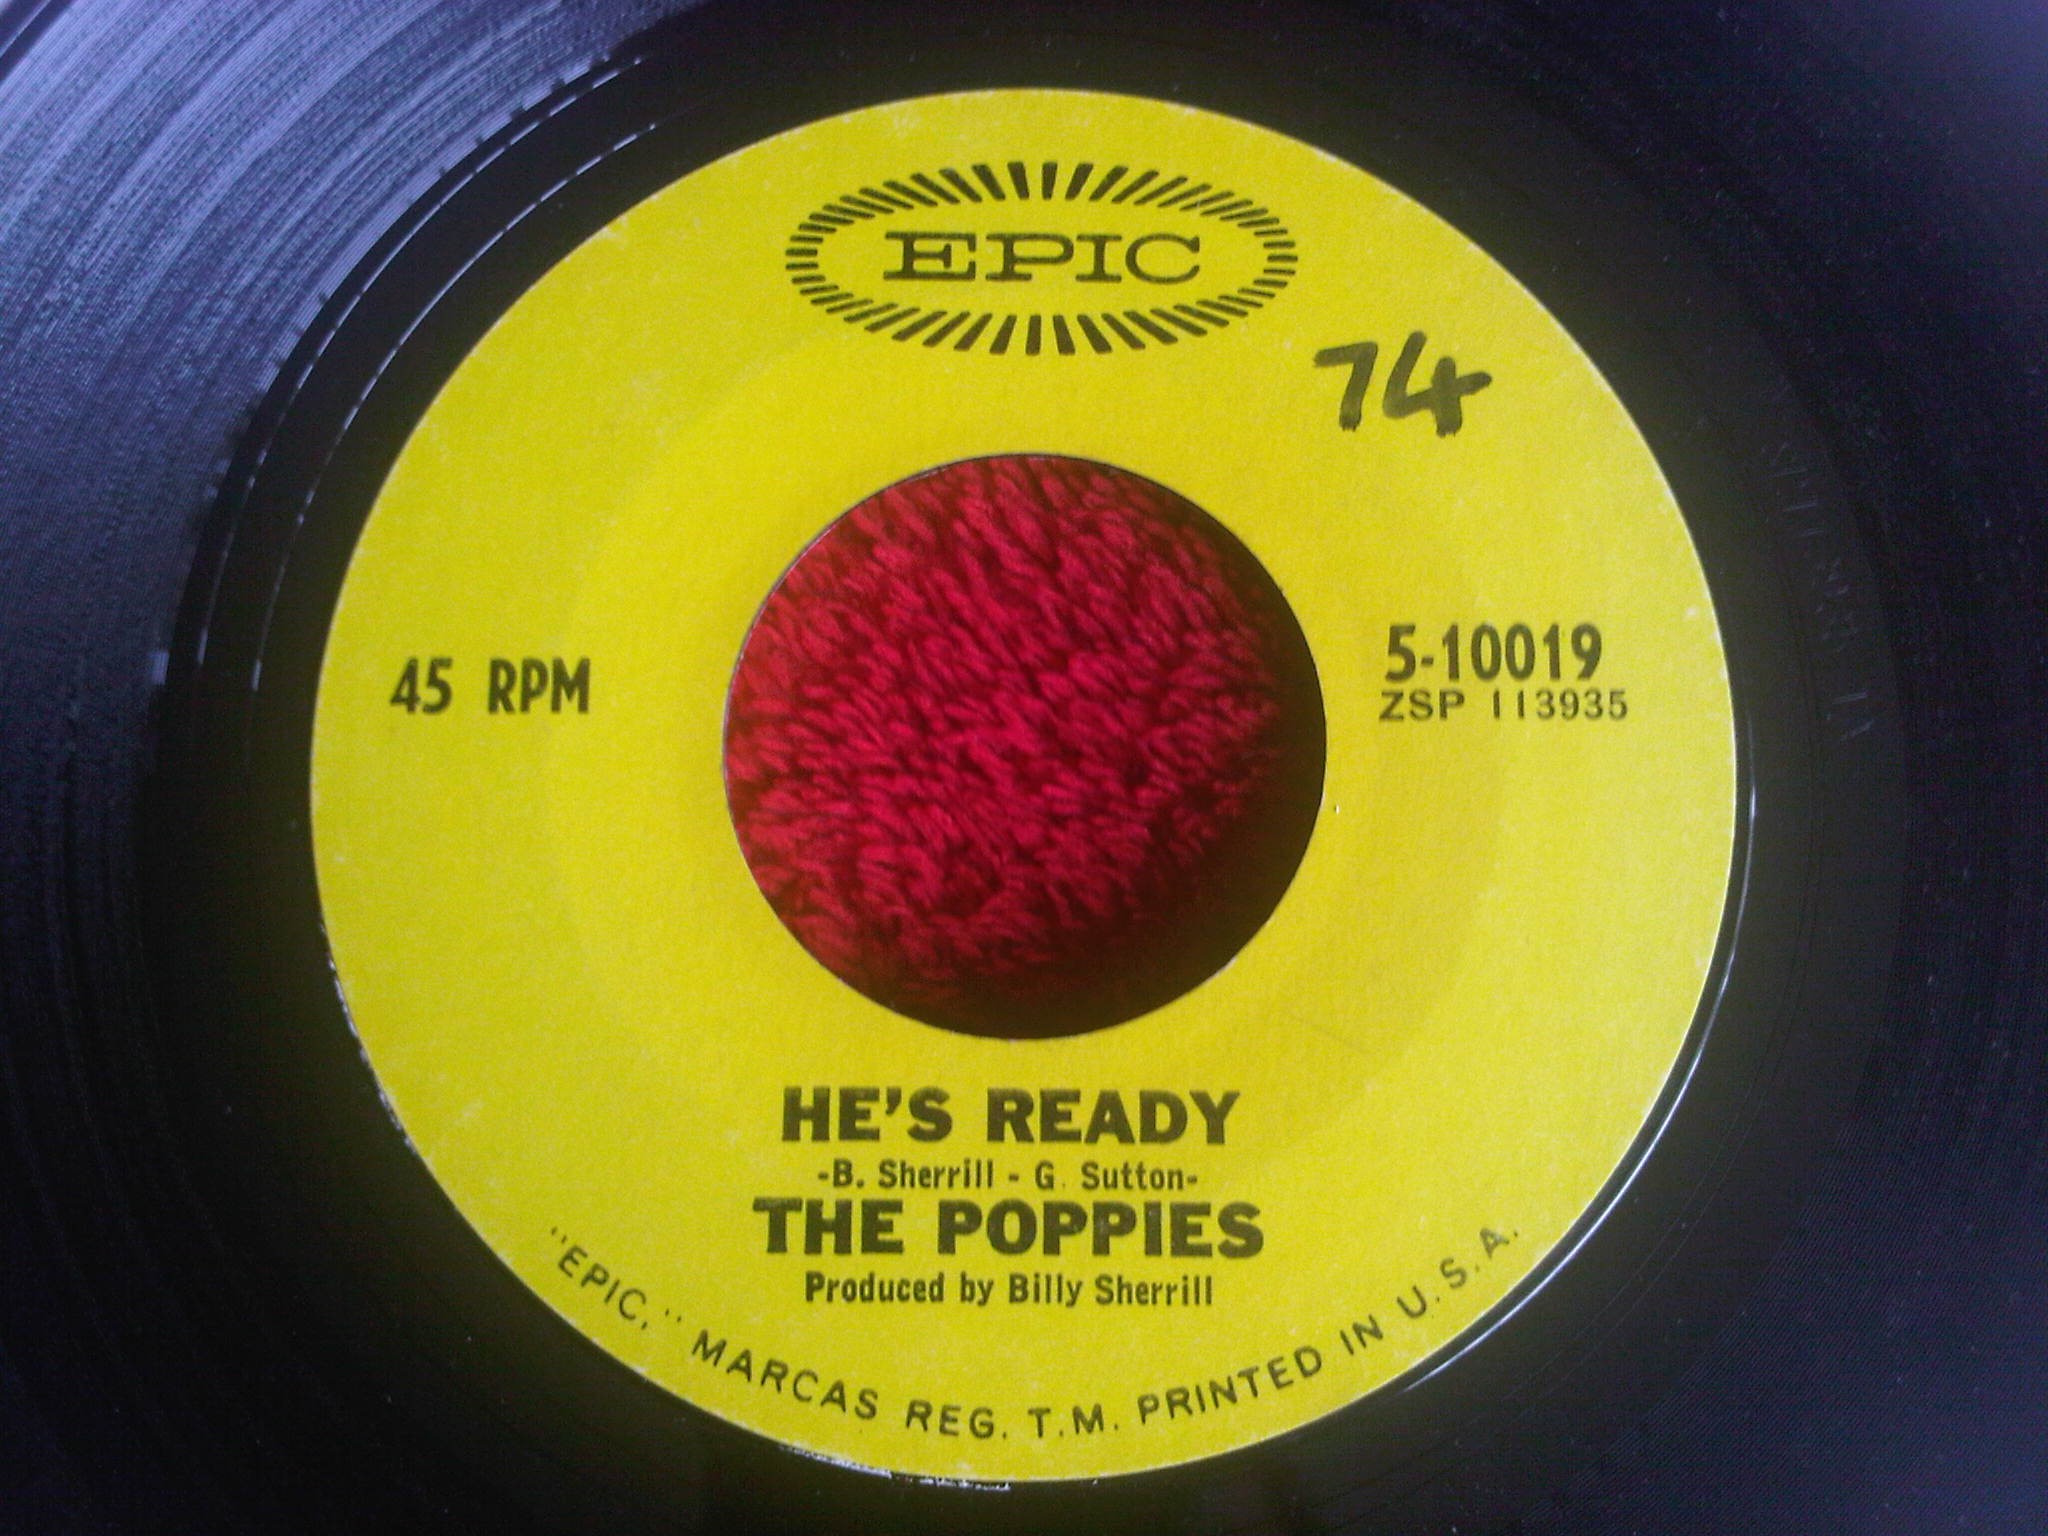 EPIC
74
45 RPM
5-10019
ZSP 113935
HE'S READY
-B. Sherrill - G. Sutton-
THE POPPIES
Produced by Billy Sherrill
"EPIC," MARCAS REG. T.M. PRINTED IN U.S.A.